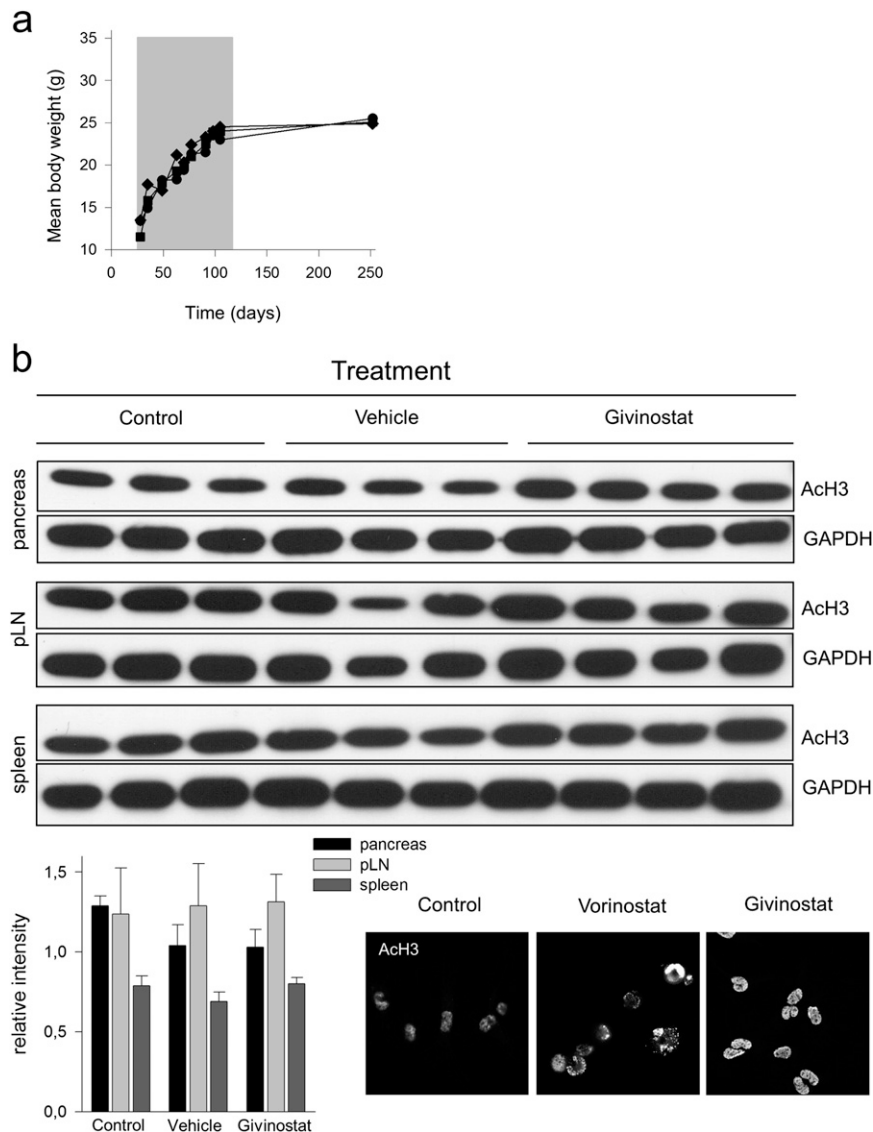 a
35
30
25
20
15
10
Mean body weight (g)
0 50 100 150 200 250
Time (days)
b
Treatment
Control Vehicle Givinostat
pancreas
AcH3
GAPDH
pLN
AcH3
GAPDH
spleen
AcH3
GAPDH
pancreas
pLN
spleen
1,5
1,0
0,5
0,0
relative intensity
Control Vehicle Givinostat
Control Vorinostat Givinostat
AcH3